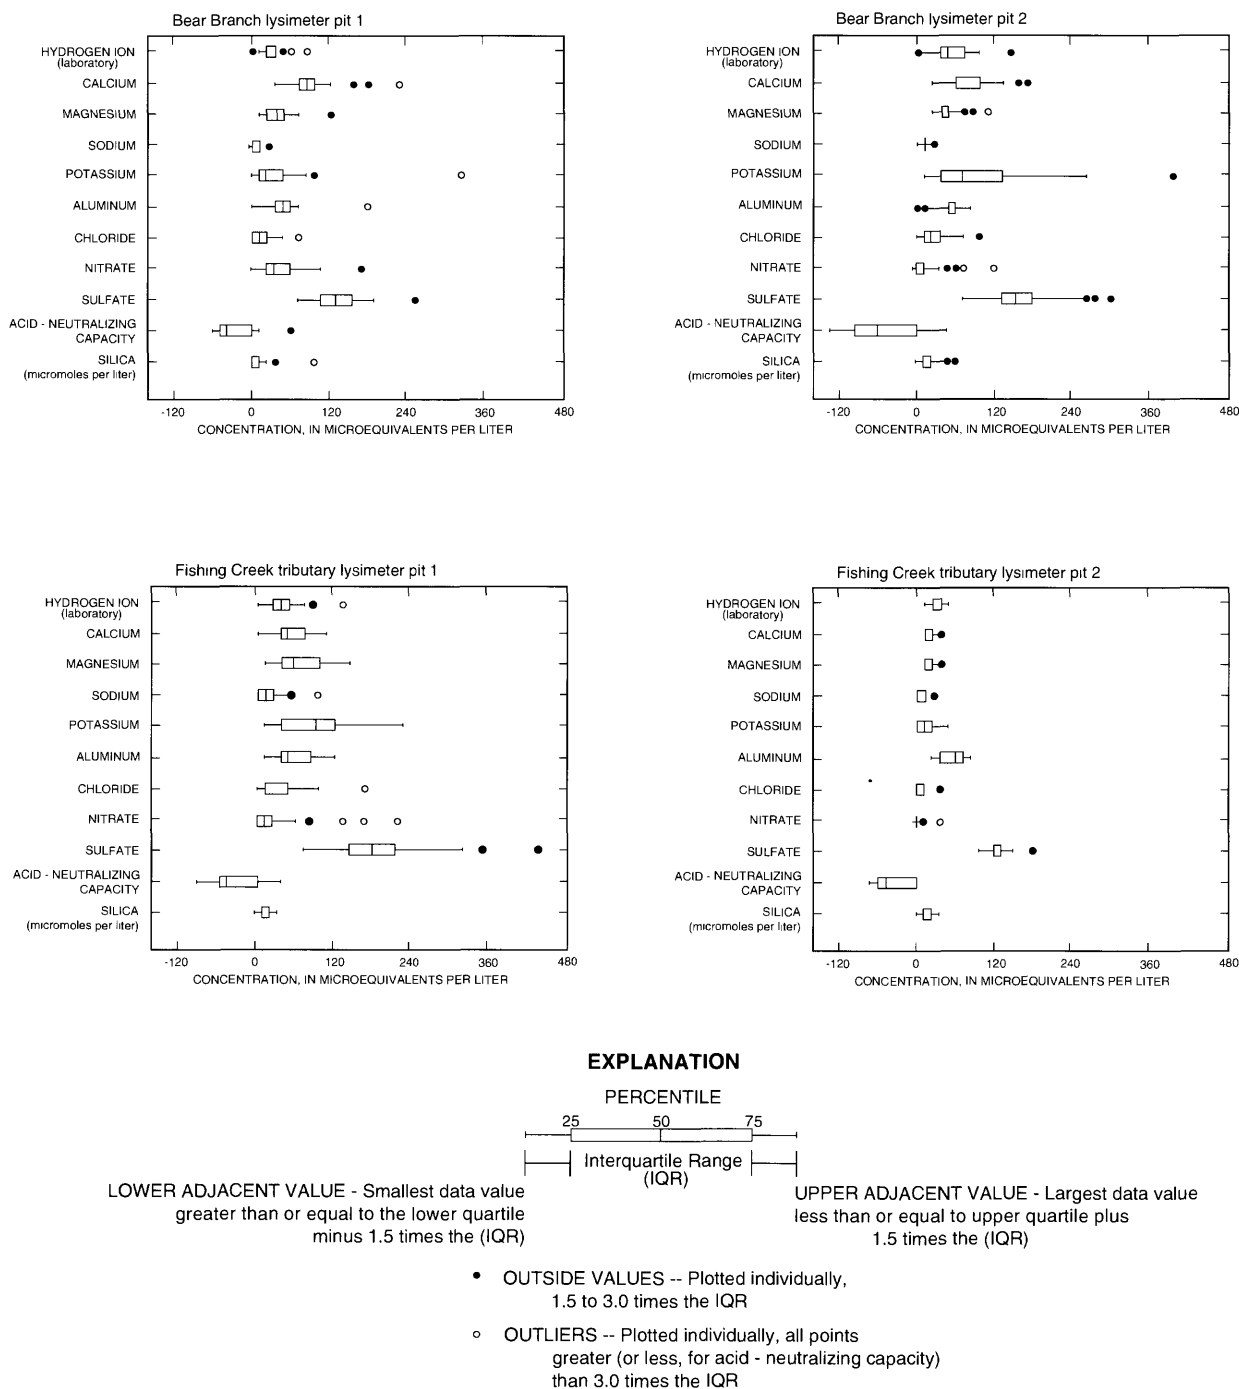 Bear Branch lysimeter pit 1
HYDROGEN ION
(laboratory)
CALCIUM
MAGNESIUM
SODIUM
POTASSIUM
ALUMINUM
CHLORIDE
NITRATE
SULFATE
ACID - NEUTRALIZING
CAPACITY
SILICA
(micromoles per liter)
-120 0 120 240 360 480
CONCENTRATION, IN MICROEQUIVALENTS PER LITER
Bear Branch lysimeter pit 2
HYDROGEN ION
(laboratory)
CALCIUM
MAGNESIUM
SODIUM
POTASSIUM
ALUMINUM
CHLORIDE
NITRATE
SULFATE
ACID - NEUTRALIZING
CAPACITY
SILICA
(micromoles per liter)
-120 0 120 240 360 480
CONCENTRATION, IN MICROEQUIVALENTS PER LITER
Fishing Creek tributary lysimeter pit 1
HYDROGEN ION
(laboratory)
CALCIUM
MAGNESIUM
SODIUM
POTASSIUM
ALUMINUM
CHLORIDE
NITRATE
SULFATE
ACID - NEUTRALIZING
CAPACITY
SILICA
(micromoles per liter)
-120 0 120 240 360 480
CONCENTRATION, IN MICROEQUIVALENTS PER LITER
Fishing Creek tributary lysimeter pit 2
HYDROGEN ION
(laboratory)
CALCIUM
MAGNESIUM
SODIUM
POTASSIUM
ALUMINUM
CHLORIDE
NITRATE
SULFATE
ACID - NEUTRALIZING
CAPACITY
SILICA
(micromoles per liter)
-120 0 120 240 360 480
CONCENTRATION, IN MICROEQUIVALENTS PER LITER
EXPLANATION
PERCENTILE
25 50 75
Interquartile Range
(IQR)
LOWER ADJACENT VALUE - Smallest data value
greater than or equal to the lower quartile
minus 1.5 times the (IQR)
UPPER ADJACENT VALUE - Largest data value
less than or equal to upper quartile plus
1.5 times the (IQR)
OUTSIDE VALUES -- Plotted individually,
1.5 to 3.0 times the IQR
OUTLIERS -- Plotted individually, all points
greater (or less, for acid - neutralizing capacity)
than 3.0 times the IQR